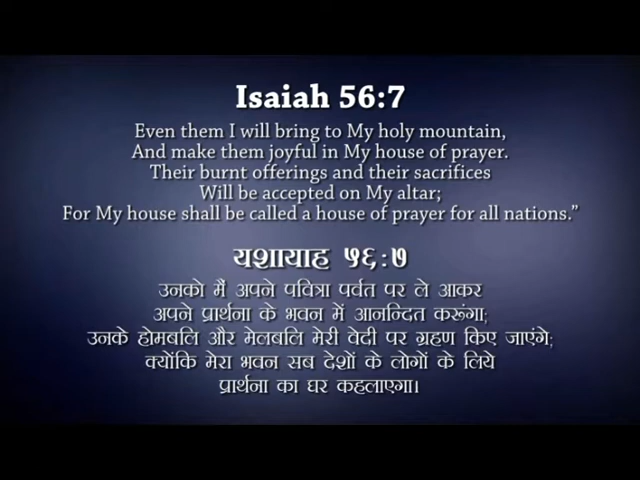 Isaiah 56:7
Even them I will bring to My holy mountain,
And make them joyful in My house of prayer.
Their burnt offerings and their sacrifices
Will be accepted on My altar;
For My house shall be called a house of prayer for all nations.”
यशायाह ५६:७
उनको मैं अपने पवित्रा पर्वत पर ले आकर
अपने प्रार्थना के भवन में आनन्दित करूंगा;
उनके होमबलि और मेलबलि मेरी वेदी पर ग्रहण किए जाएंगे;
क्योंकि मेरा भवन सब देशों के लोगों के लिये
प्रार्थना का घर कहलाएगा।